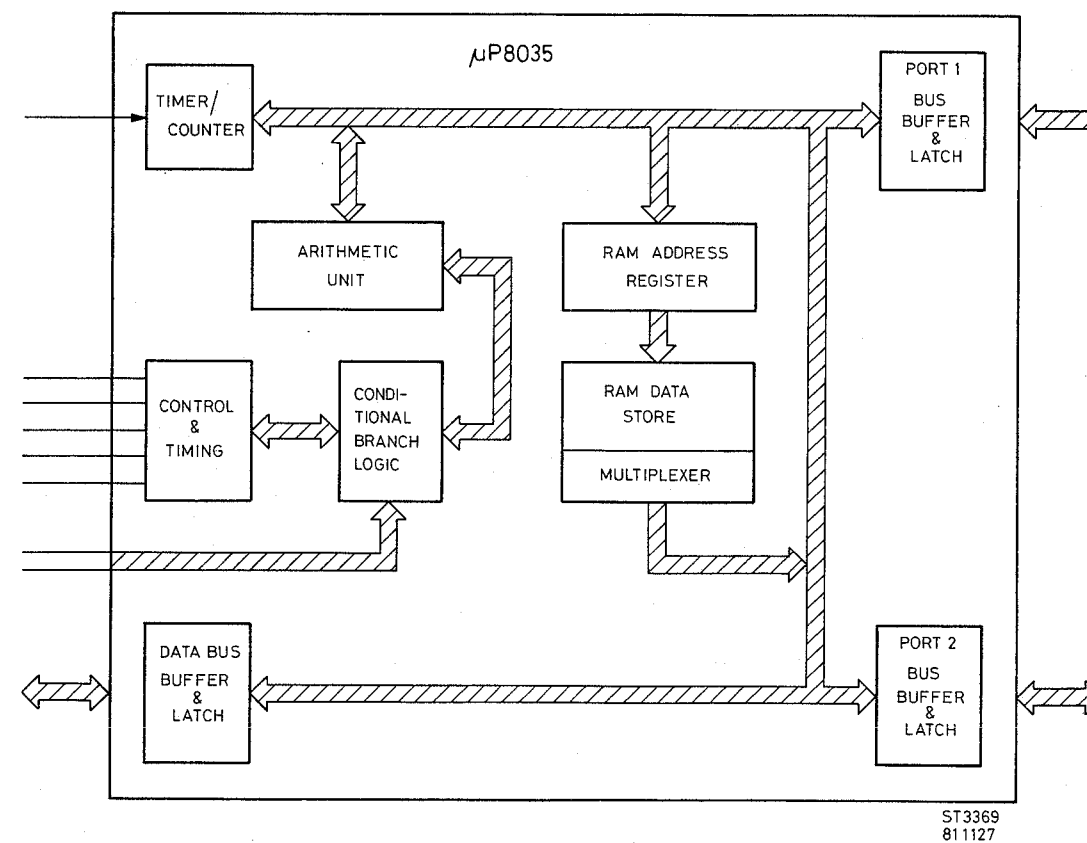 µP8035
TIMER/
COUNTER
PORT 1
BUS
BUFFER
&
LATCH
ARITHMETIC
UNIT
RAM ADDRESS
REGISTER
CONTROL
&
TIMING
CONDI-
TIONAL
BRANCH
LOGIC
RAM DATA
STORE
MULTIPLEXER
DATA BUS
BUFFER
&
LATCH
PORT 2
BUS
BUFFER
&
LATCH
ST3369
811127